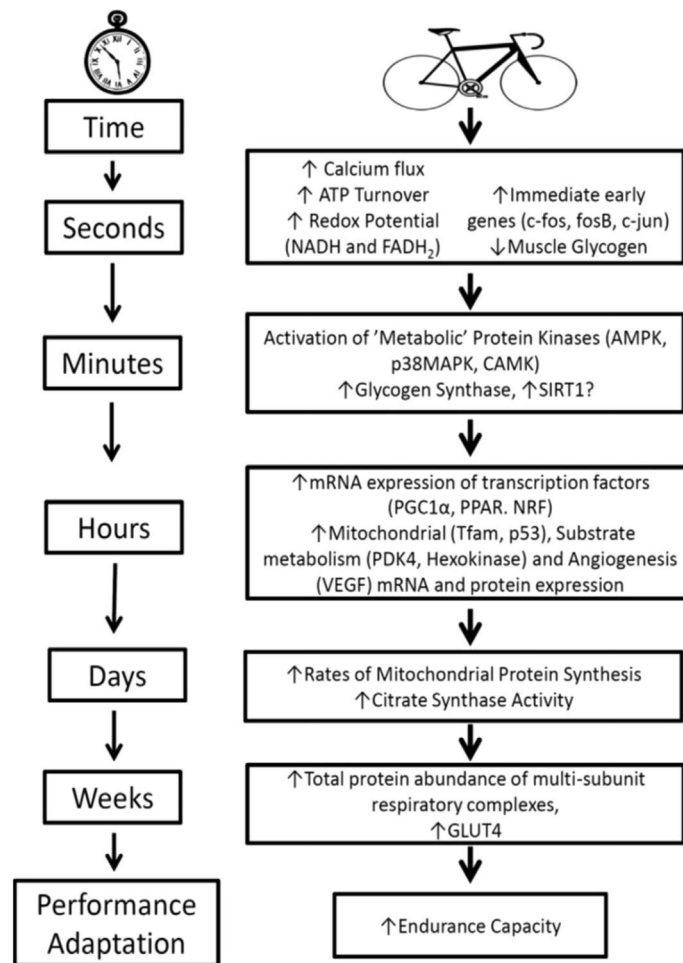 Time
Seconds
Minutes
Hours
Days
Weeks
Performance
Adaptation
↑ Calcium flux
↑ ATP Turnover
↑ Redox Potential
(NADH and FADH₂)
↑Immediate early
genes (c-fos, fosB, c-jun)
↓Muscle Glycogen
Activation of ’Metabolic’ Protein Kinases (AMPK,
p38MAPK, CAMK)
↑Glycogen Synthase, ↑SIRT1?
↑mRNA expression of transcription factors
(PGC1α, PPAR. NRF)
↑Mitochondrial (Tfam, p53), Substrate
metabolism (PDK4, Hexokinase) and Angiogenesis
(VEGF) mRNA and protein expression
↑Rates of Mitochondrial Protein Synthesis
↑Citrate Synthase Activity
↑Total protein abundance of multi-subunit
respiratory complexes,
↑GLUT4
↑Endurance Capacity